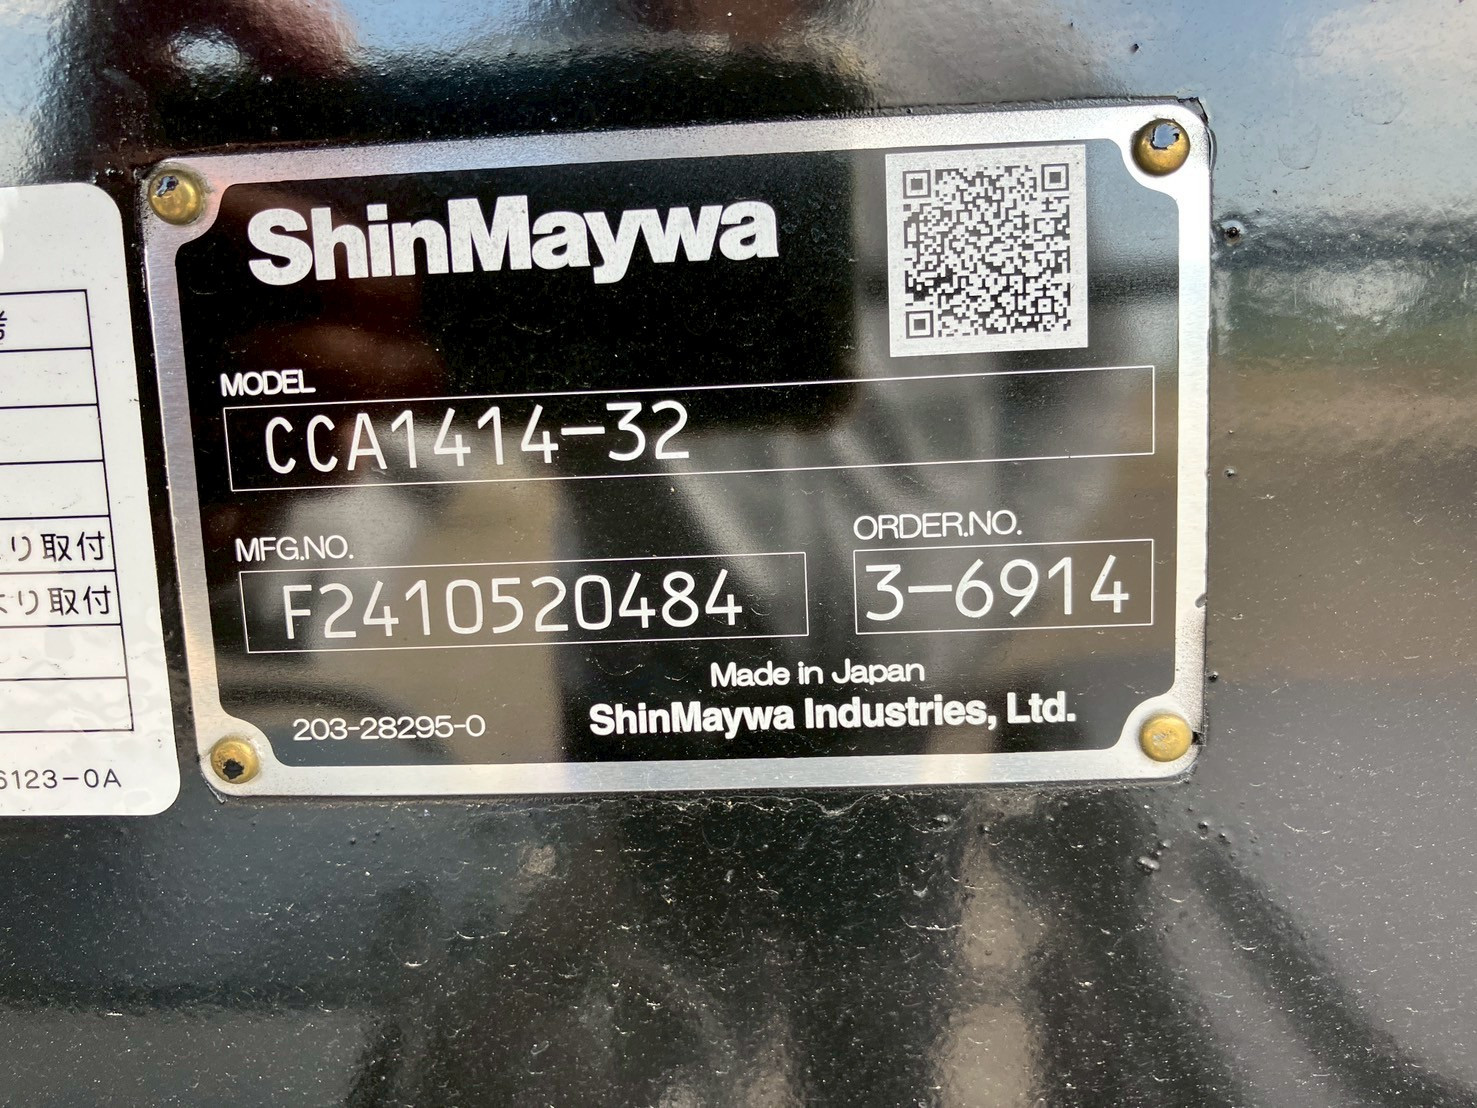 ShinMaywa
MODEL
CCA1414-32
MFG.NO.
F2410520484
ORDER.NO.
3-6914
Made in Japan
203-28295-0
ShinMaywa Industries, Ltd.
り取付
より取付
6123-0A